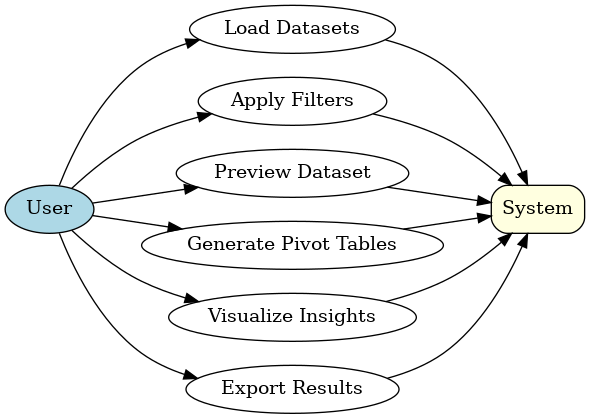 Load Datasets
Apply Filters
Preview Dataset
User
System
Generate Pivot Tables
Visualize Insights
Export Results